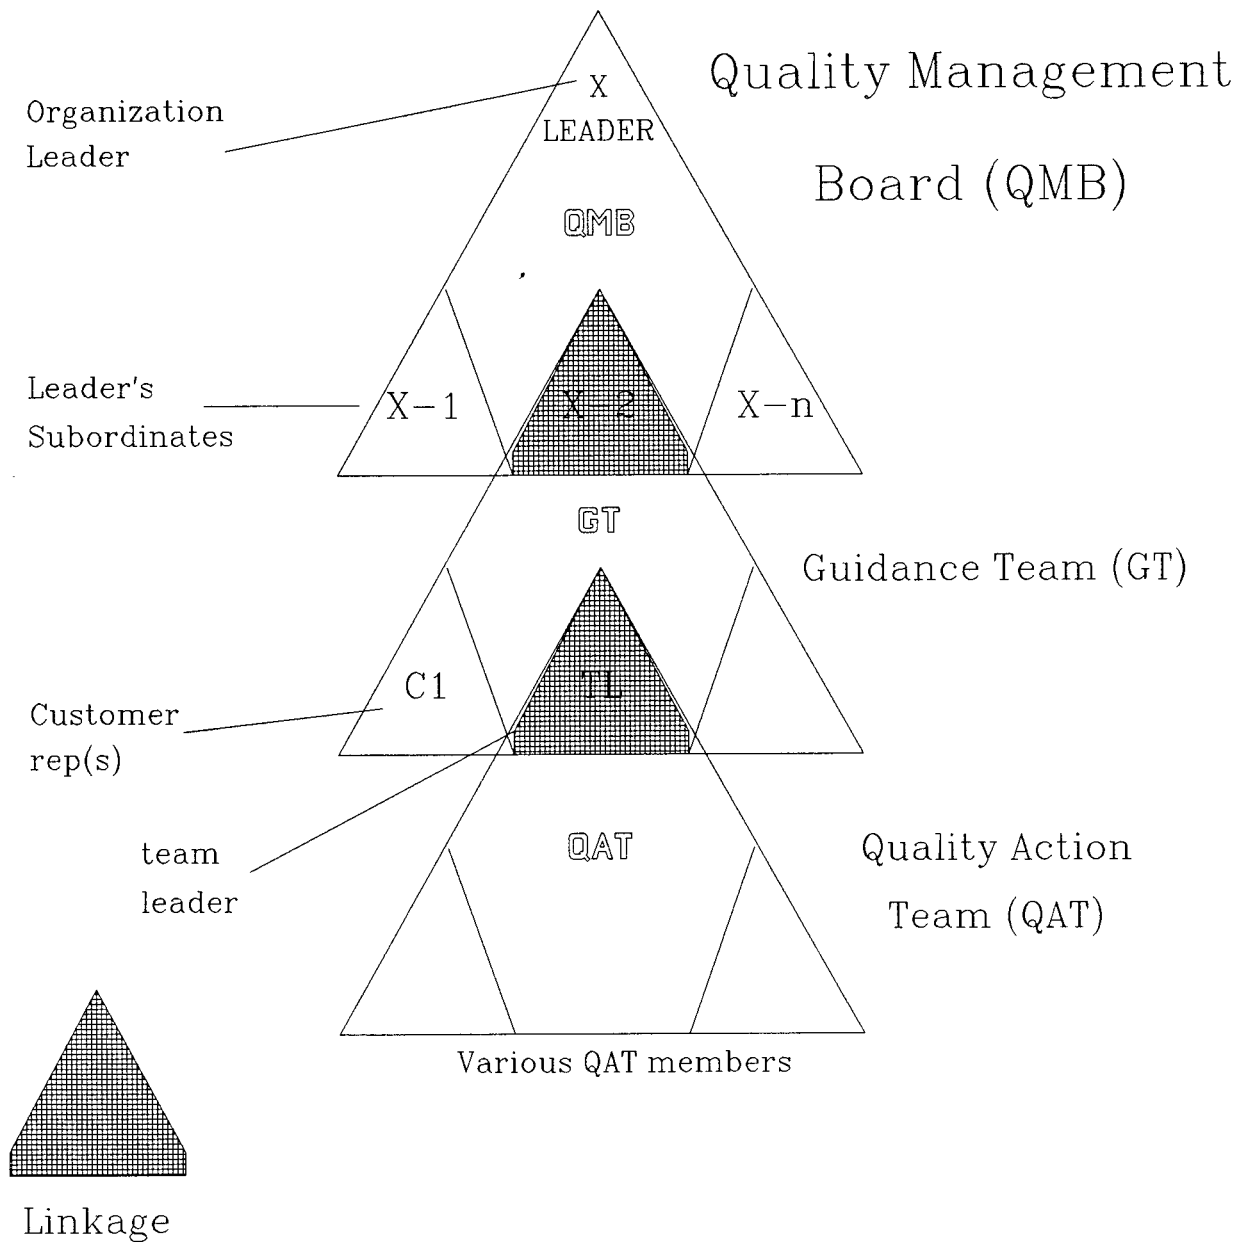 Quality Management
Board (QMB)
Organization
Leader
X
LEADER
QMB
Leader's
Subordinates
X-1
X-2
X-n
GT
Guidance Team (GT)
C1
TL
Customer
rep(s)
team
leader
QAT
Quality Action
Team (QAT)
Various QAT members
Linkage